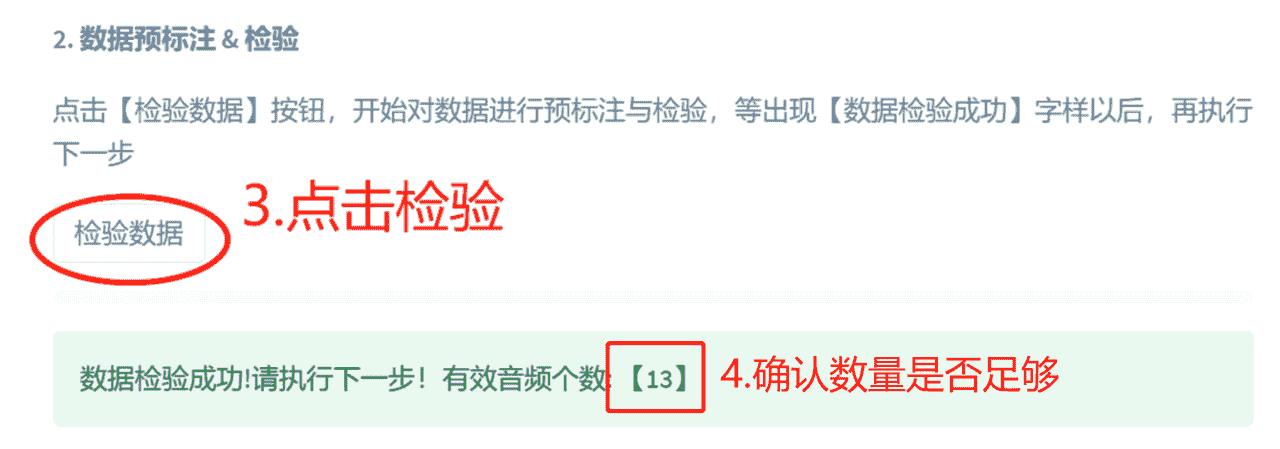 2. 数据预标注 & 检验
点击【检验数据】按钮，开始对数据进行预标注与检验，等出现【数据检验成功】字样以后，再执行
下一步
3.点击检验
检验数据
数据检验成功!请执行下一步！有效音频个数:【13】
4.确认数量是否足够